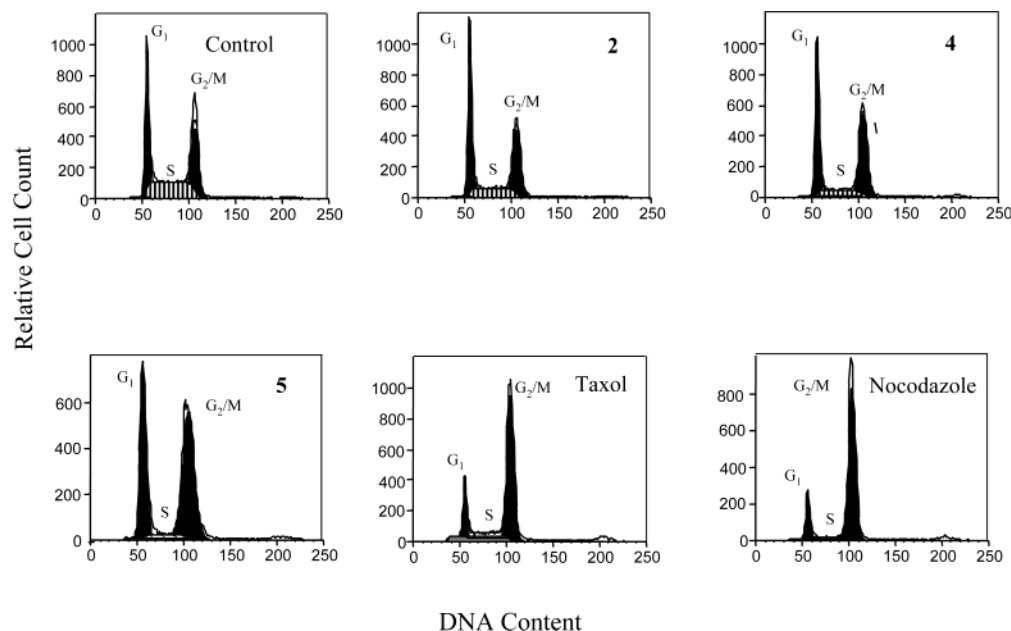 Relative Cell Count
G1 Control
G2/M
S
1000
800
600
400
200
0
0 50 100 150 200 250
G1 2
G2/M
S
1000
800
600
400
200
0
0 50 100 150 200 250
G1 4
G2/M
S
1000
800
600
400
200
0
0 50 100 150 200 250
G1 5
G2/M
S
600
400
200
0
0 50 100 150 200 250
Taxol
G2/M
G1
S
1000
800
600
400
200
0
0 50 100 150 200 250
G2/M Nocodazole
G1
S
800
600
400
200
0
0 50 100 150 200 250
DNA Content